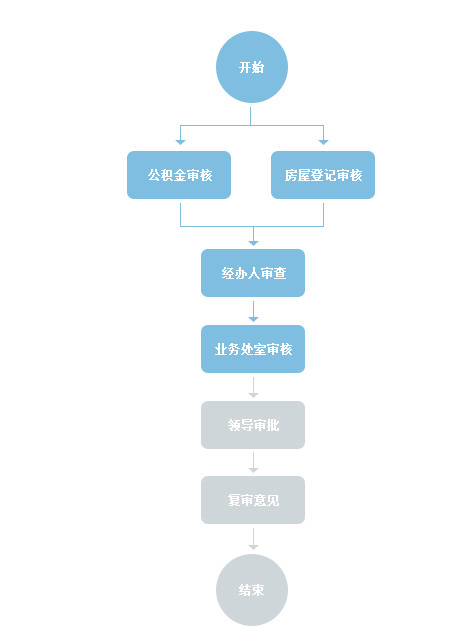 开始
公积金审核
房屋登记审核
经办人审查
业务处室审核
领导审批
复审意见
结束